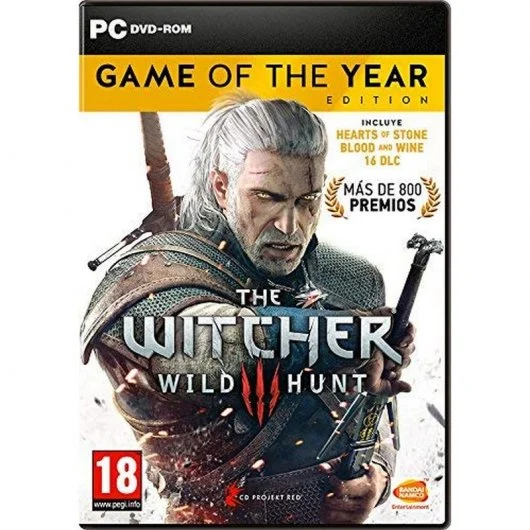 PC DVD-ROM
GAME OF THE YEAR
EDITION
INCLUYE
HEARTS OF STONE
BLOOD AND WINE
16 DLC
MÁS DE 800
PREMIOS
THE
WITCHER
WILD HUNT
18
www.pegi.info
CD PROJEKT RED
BANDAI
NAMCO
Entertainment